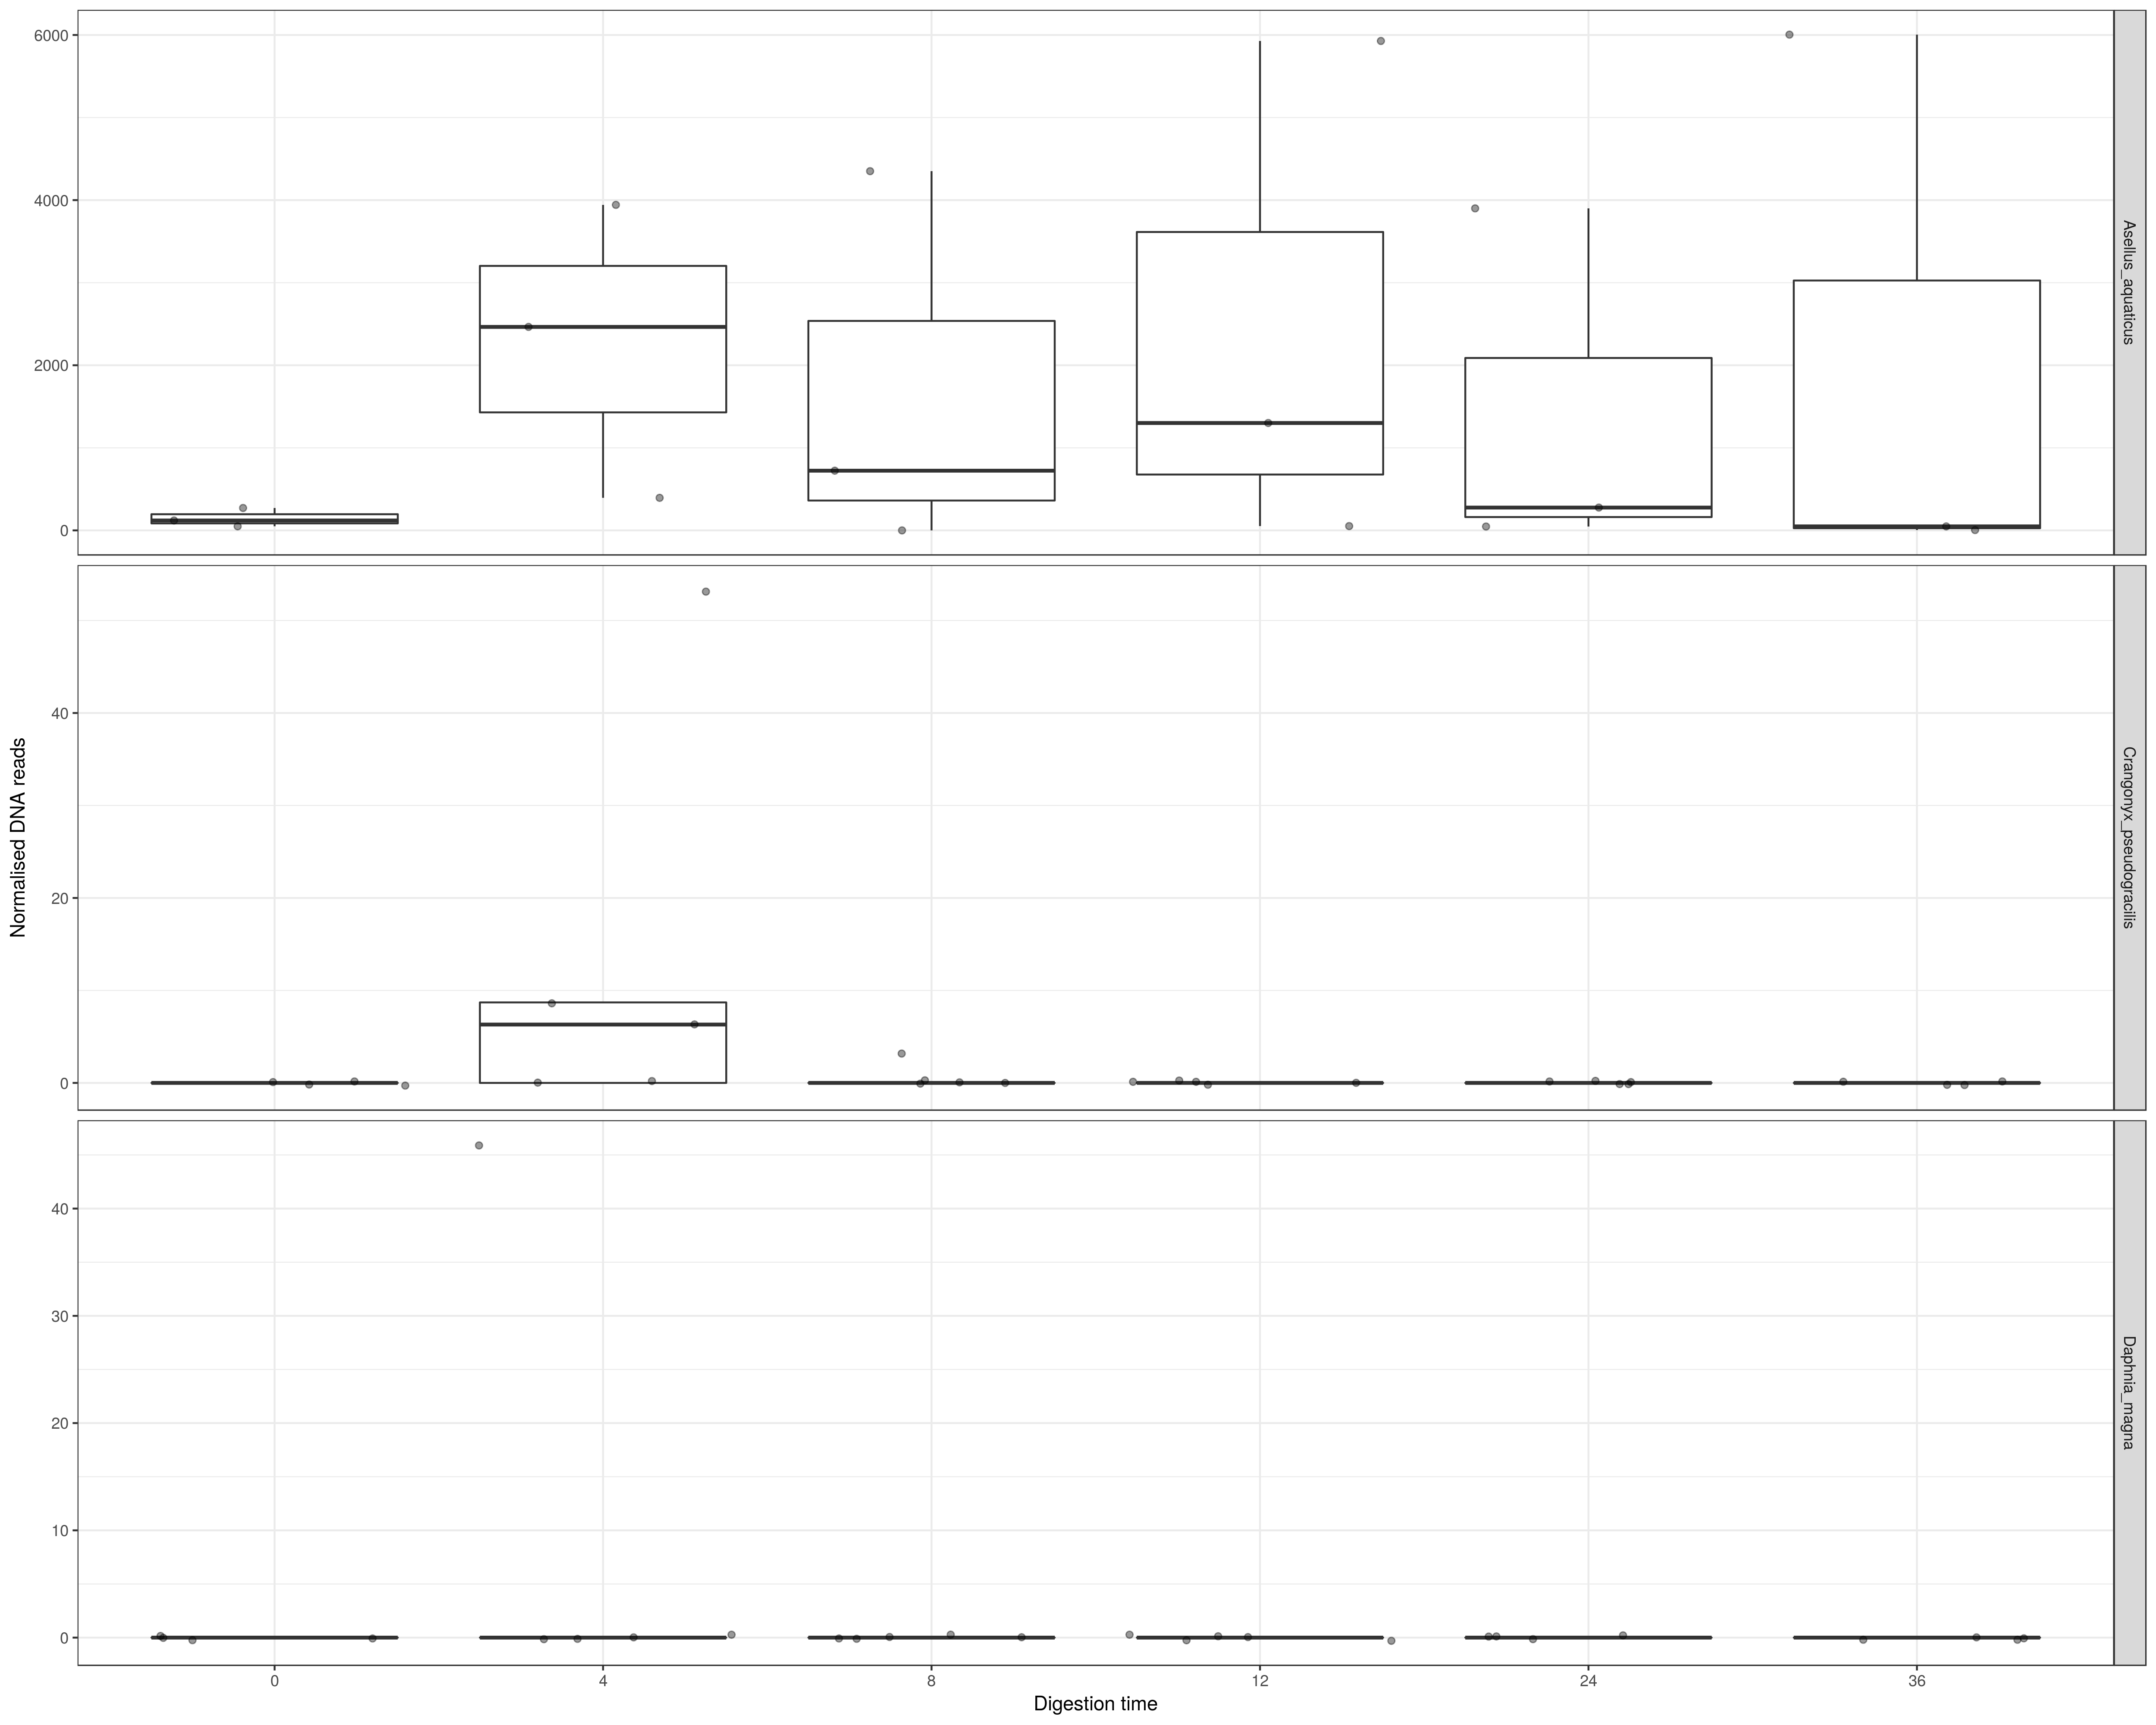 6000
4000
2000
0
Asellus_aquaticus
40
20
0
Crangonyx_pseudogracilis
Normalised DNA reads
40
30
20
10
0
Daphnia_magna
0 4 8 12 24 36
Digestion time